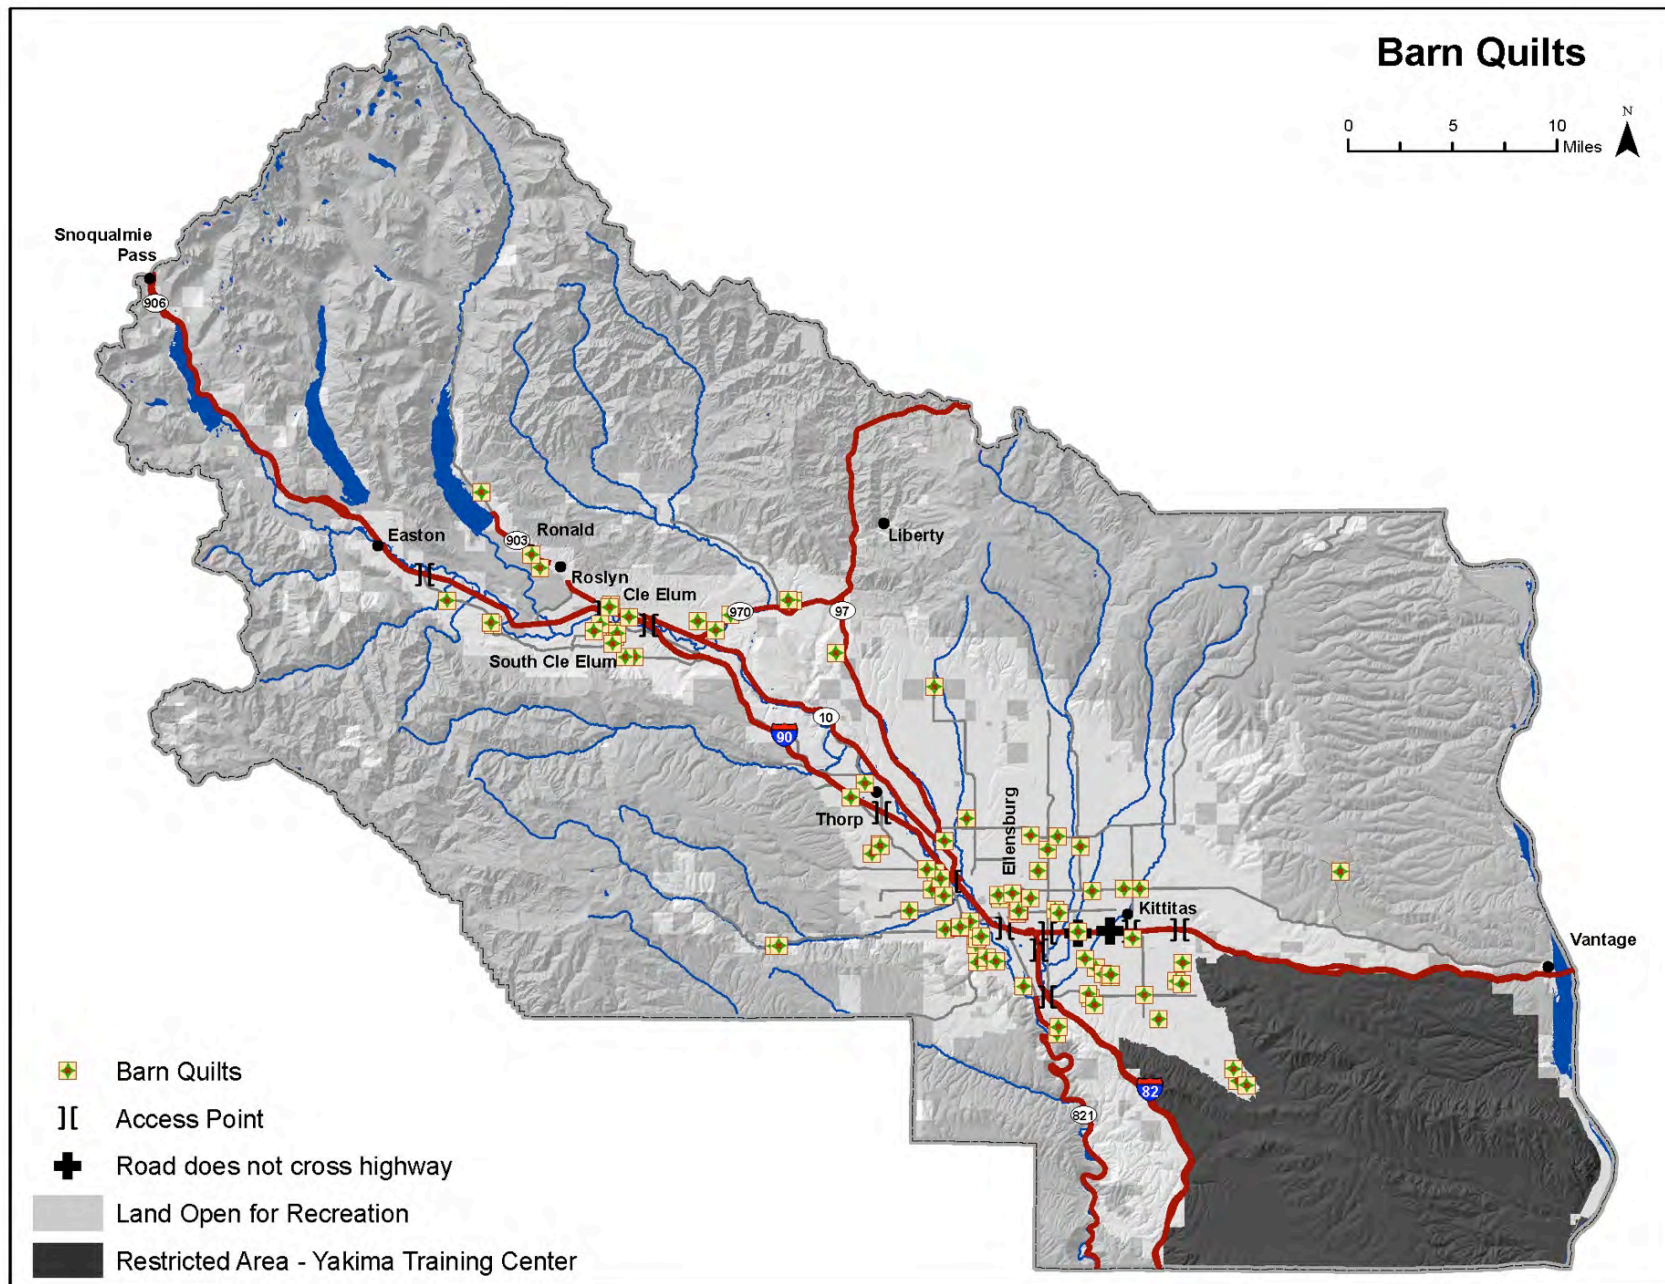 Barn Quilts
N
0 5 10
Miles
Snoqualmie
Pass
906
Easton
903
Ronald
Roslyn
Cle Elum
South Cle Elum
970
97
Liberty
10
90
Thorp
Ellensburg
Kittitas
Vantage
82
821
Barn Quilts
][ Access Point
Road does not cross highway
Land Open for Recreation
Restricted Area - Yakima Training Center